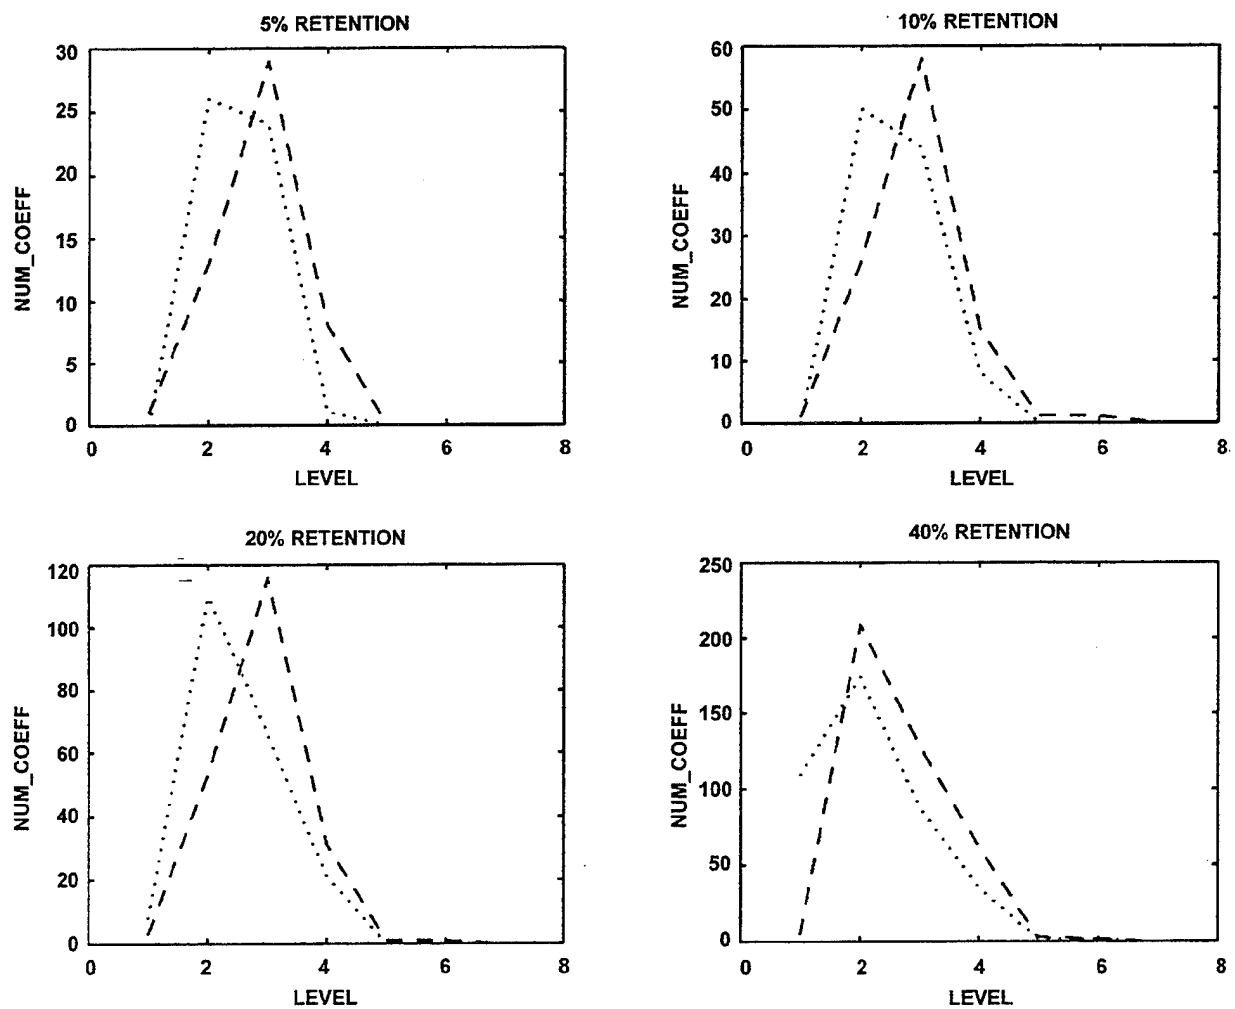 5% RETENTION
30
25
20
15
10
5
0
NUM_COEFF
0 2 4 6 8
LEVEL
10% RETENTION
60
50
40
30
20
10
0
NUM_COEFF
0 2 4 6 8
LEVEL
20% RETENTION
120
100
80
60
40
20
0
NUM_COEFF
0 2 4 6 8
LEVEL
40% RETENTION
250
200
150
100
50
0
NUM_COEFF
0 2 4 6 8
LEVEL